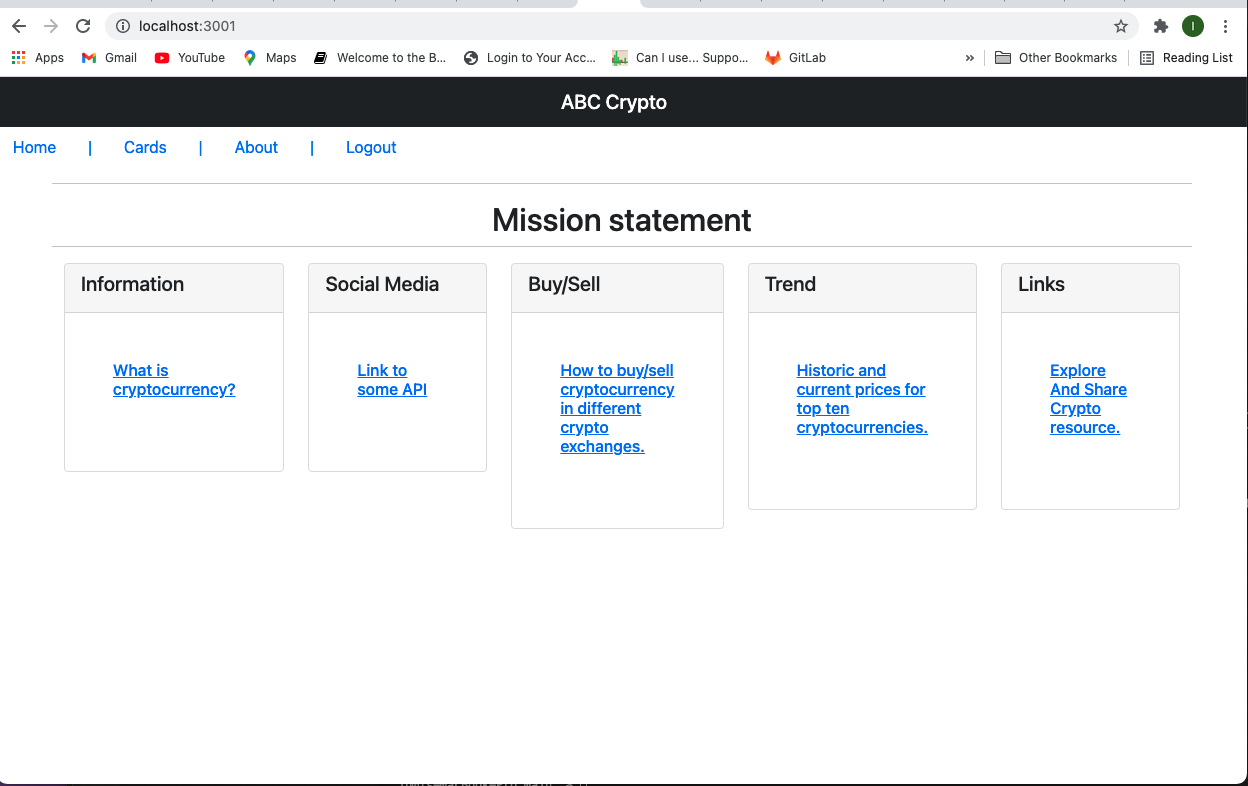 localhost:3001
Apps Gmail YouTube Maps Welcome to the B... Login to Your Acc... Can I use... Suppo... GitLab » Other Bookmarks Reading List
I
ABC Crypto
Home | Cards | About | Logout
Mission statement
Information
What is
cryptocurrency?
Social Media
Link to
some API
Buy/Sell
How to buy/sell
cryptocurrency
in different
crypto
exchanges.
Trend
Historic and
current prices for
top ten
cryptocurrencies.
Links
Explore
And Share
Crypto
resource.